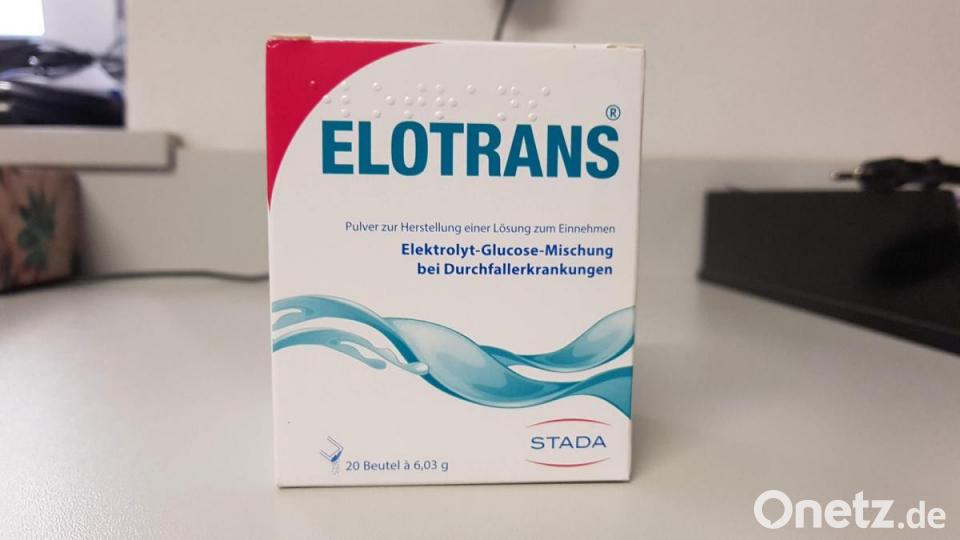 ELOTRANS®
Pulver zur Herstellung einer Lösung zum Einnehmen
Elektrolyt-Glucose-Mischung
bei Durchfallerkrankungen
STADA
20 Beutel à 6,03 g
Onetz.de